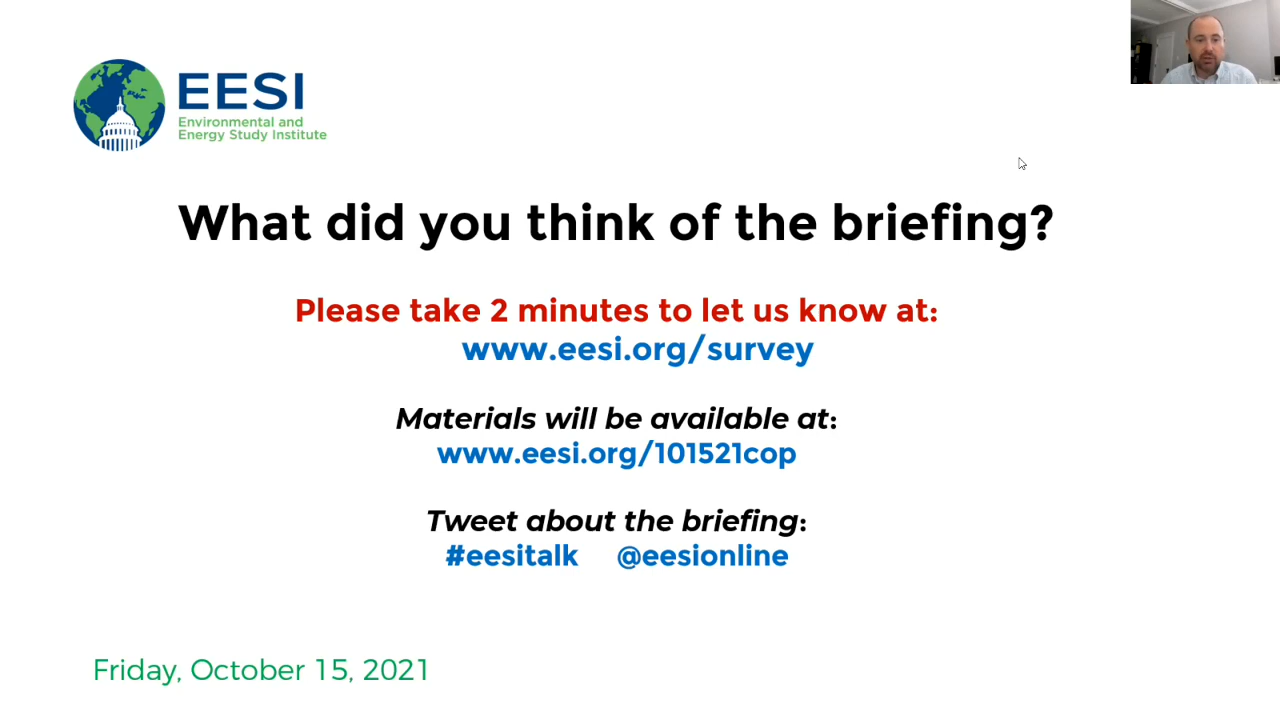 EESI
Environmental and
Energy Study Institute
What did you think of the briefing?
Please take 2 minutes to let us know at:
www.eesi.org/survey
Materials will be available at:
www.eesi.org/101521cop
Tweet about the briefing:
#eesitalk @eesionline
Friday, October 15, 2021